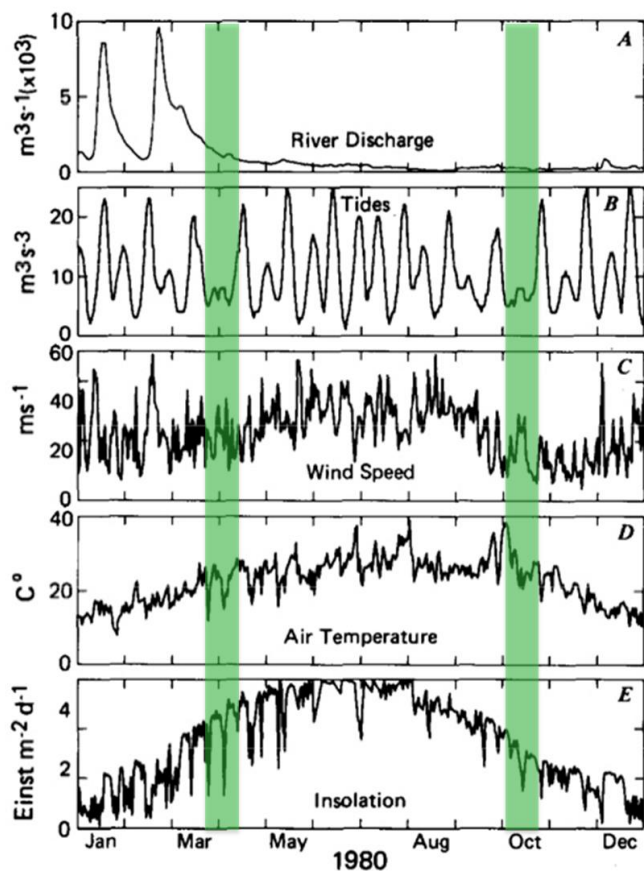 10
5
0
m³s⁻¹(x10³)
A
River Discharge
20
10
0
m³s⁻³
Tides
B
60
40
20
0
ms⁻¹
C
Wind Speed
40
20
0
C°
D
Air Temperature
4
2
0
Einst m⁻²d⁻¹
E
Insolation
Jan Mar May Aug Oct Dec
1980